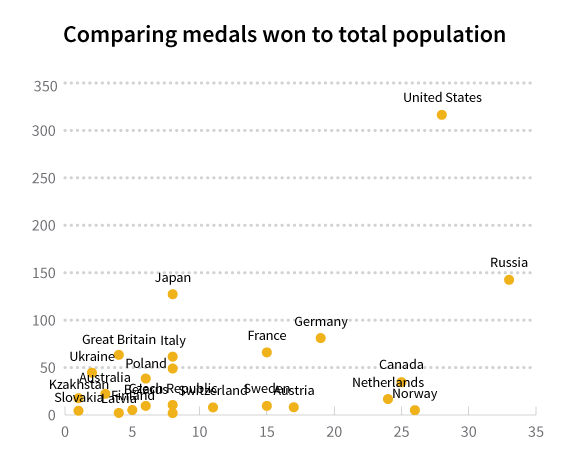 Comparing medals won to total population
350
United States
300
250
200
Russia
150
Japan
100
Germany
France
Great Britain Italy
Ukraine
Poland
Canada
50
Australia
Kzakhstan
Netherlands
Belarus
Czech Republic
Switzerland
Sweden
Austria
Slovakia
Latvia
Finland
Norway
0
0 5 10 15 20 25 30 35